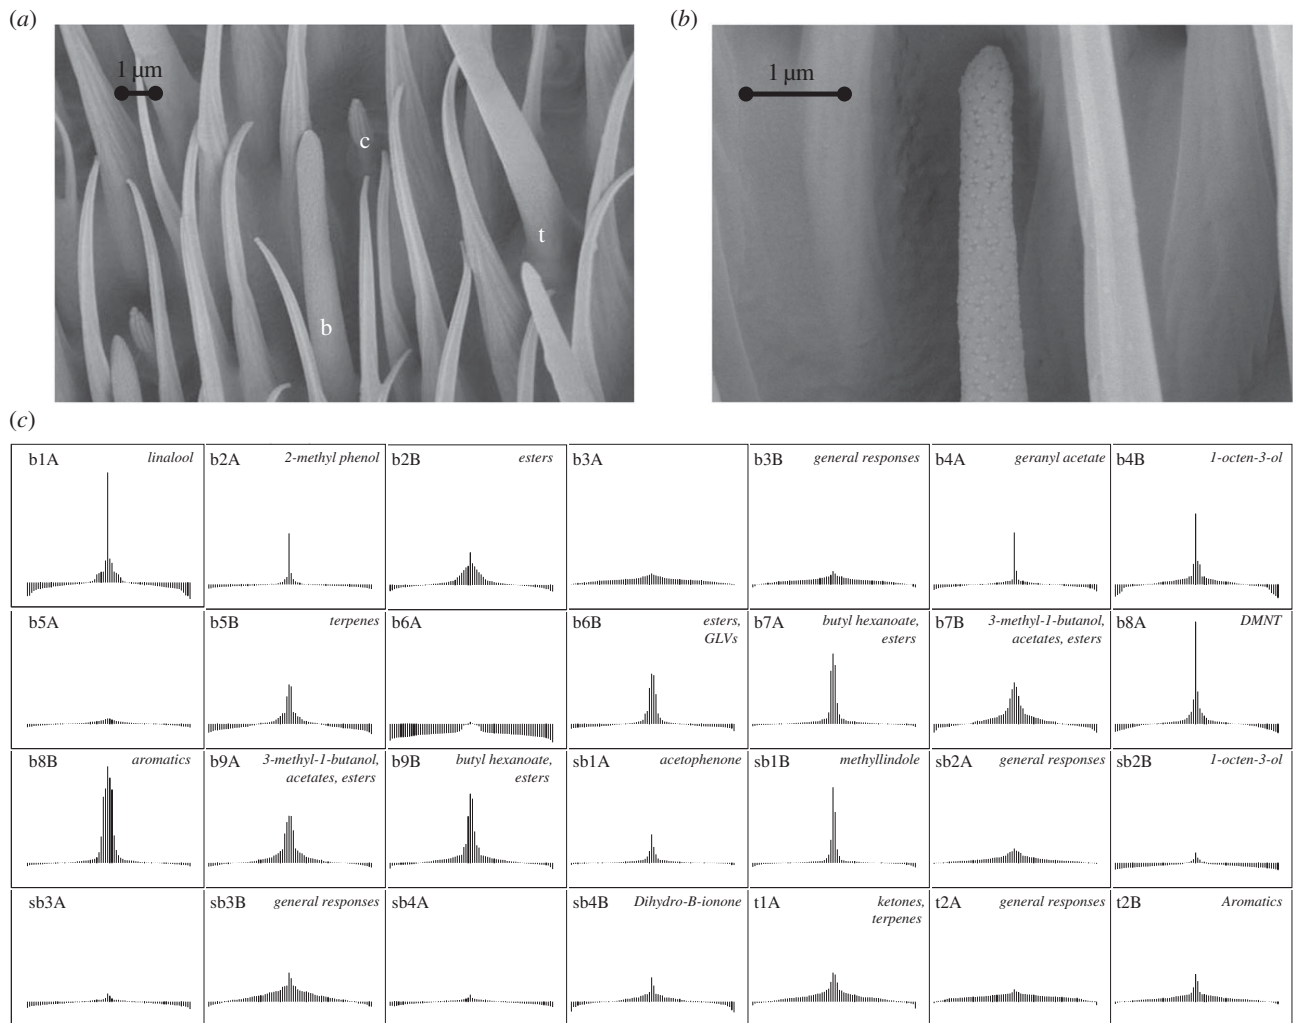 (a)
(b)
1 μm
1 μm
c
t
b
(c)
b1A linalool
b2A 2-methyl phenol
b2B esters
b3A
b3B general responses
b4A geranyl acetate
b4B 1-octen-3-ol
b5A
b5B terpenes
b6A
b6B esters,
GLVs
b7A butyl hexanoate,
esters
b7B 3-methyl-1-butanol,
acetates, esters
b8A DMNT
b8B aromatics
b9A 3-methyl-1-butanol,
acetates, esters
b9B butyl hexanoate,
esters
sb1A acetophenone
sb1B methyllindole
sb2A general responses
sb2B 1-octen-3-ol
sb3A
sb3B general responses
sb4A
sb4B Dihydro-B-ionone
t1A ketones,
terpenes
t2A general responses
t2B Aromatics